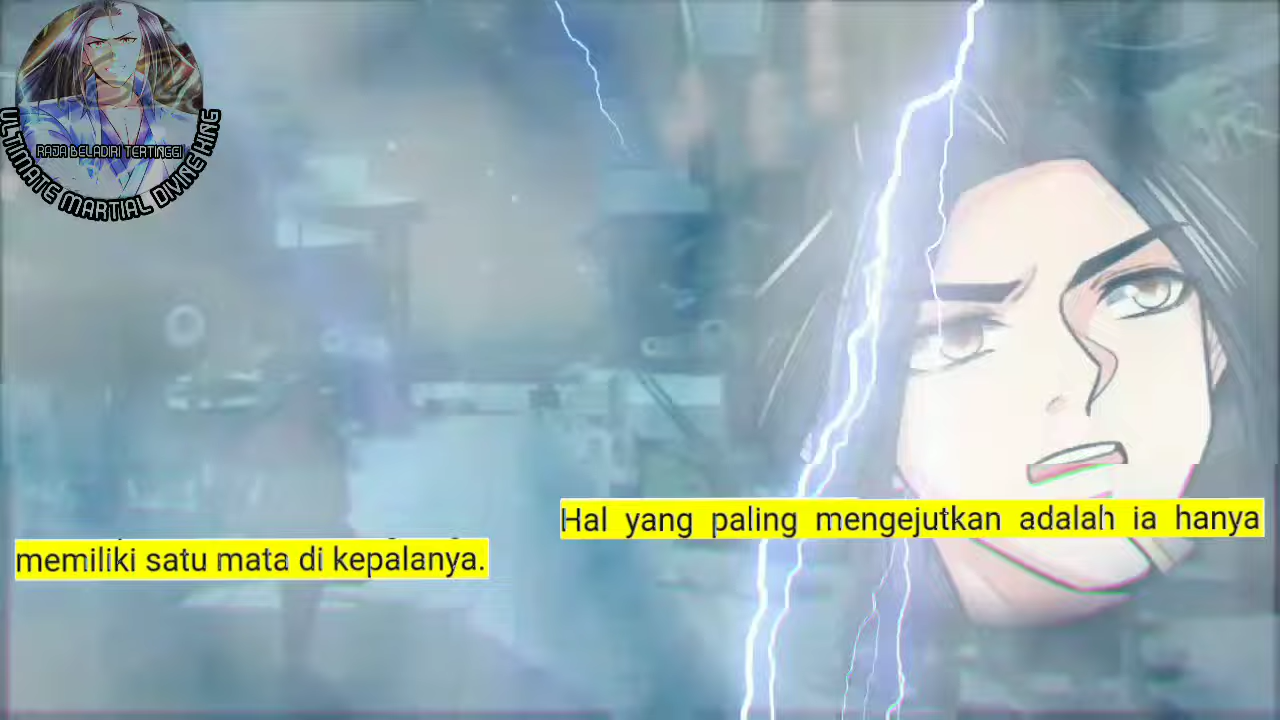 RAJA BELADIRI TERTINGGI
ULTIMATE MARTIAL DIVINE KING
Hal yang paling mengejutkan adalah ia hanya
memiliki satu mata di kepalanya.